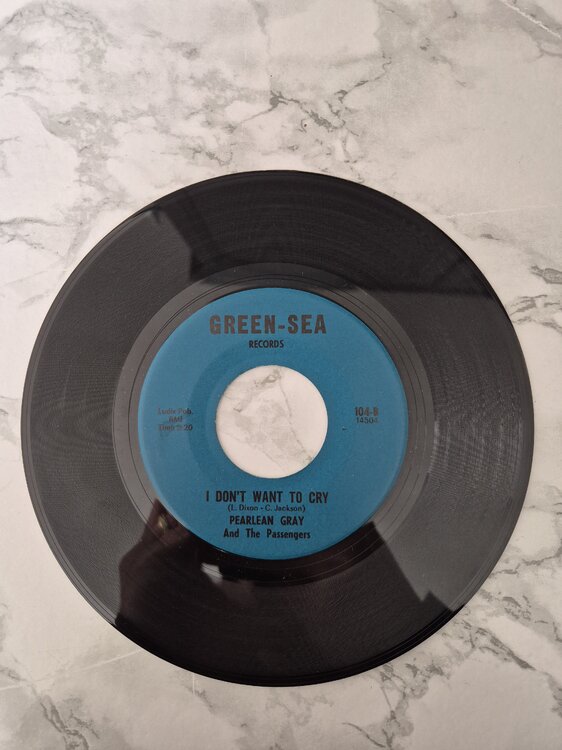 GREEN-SEA
RECORDS
Ludix Pub.
BMI
Time 2:20
104-B
14504
I DON'T WANT TO CRY
(L. Dixon - C. Jackson)
PEARLEAN GRAY
And The Passengers